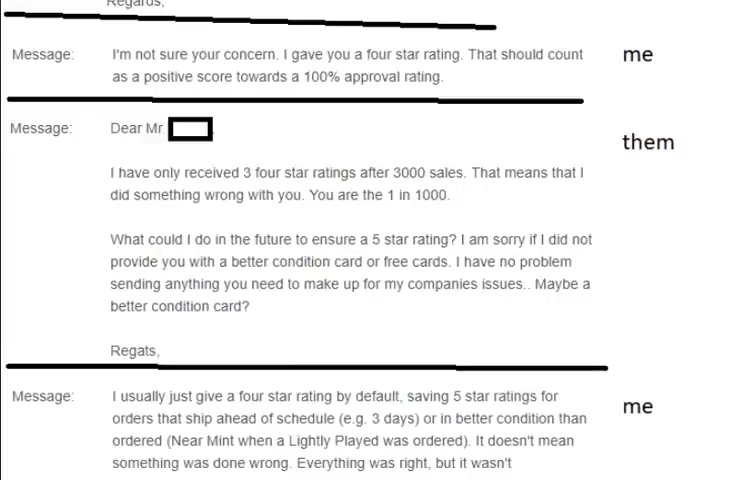 Regards,
Message: I'm not sure your concern. I gave you a four star rating. That should count me
as a positive score towards a 100% approval rating.
Message: Dear Mr.
them
I have only received 3 four star ratings after 3000 sales. That means that I
did something wrong with you. You are the 1 in 1000.
What could I do in the future to ensure a 5 star rating? I am sorry if I did not
provide you with a better condition card or free cards. I have no problem
sending anything you need to make up for my companies issues.. Maybe a
better condition card?
Regats,
Message: I usually just give a four star rating by default, saving 5 star ratings for
me
orders that ship ahead of schedule (e.g. 3 days) or in better condition than
ordered (Near Mint when a Lightly Played was ordered). It doesn't mean
something was done wrong. Everything was right, but it wasn't